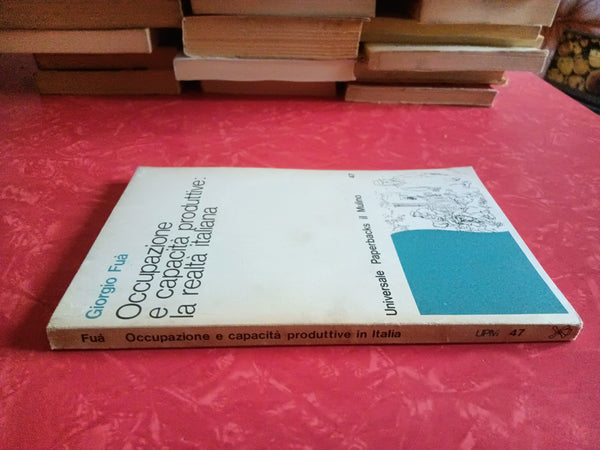 Giorgio Fuà
Occupazione
e capacità produttive:
la realtà italiana
47
Universale Paperbacks il Mulino
Fuà Occupazione e capacità produttive in Italia UPM 47